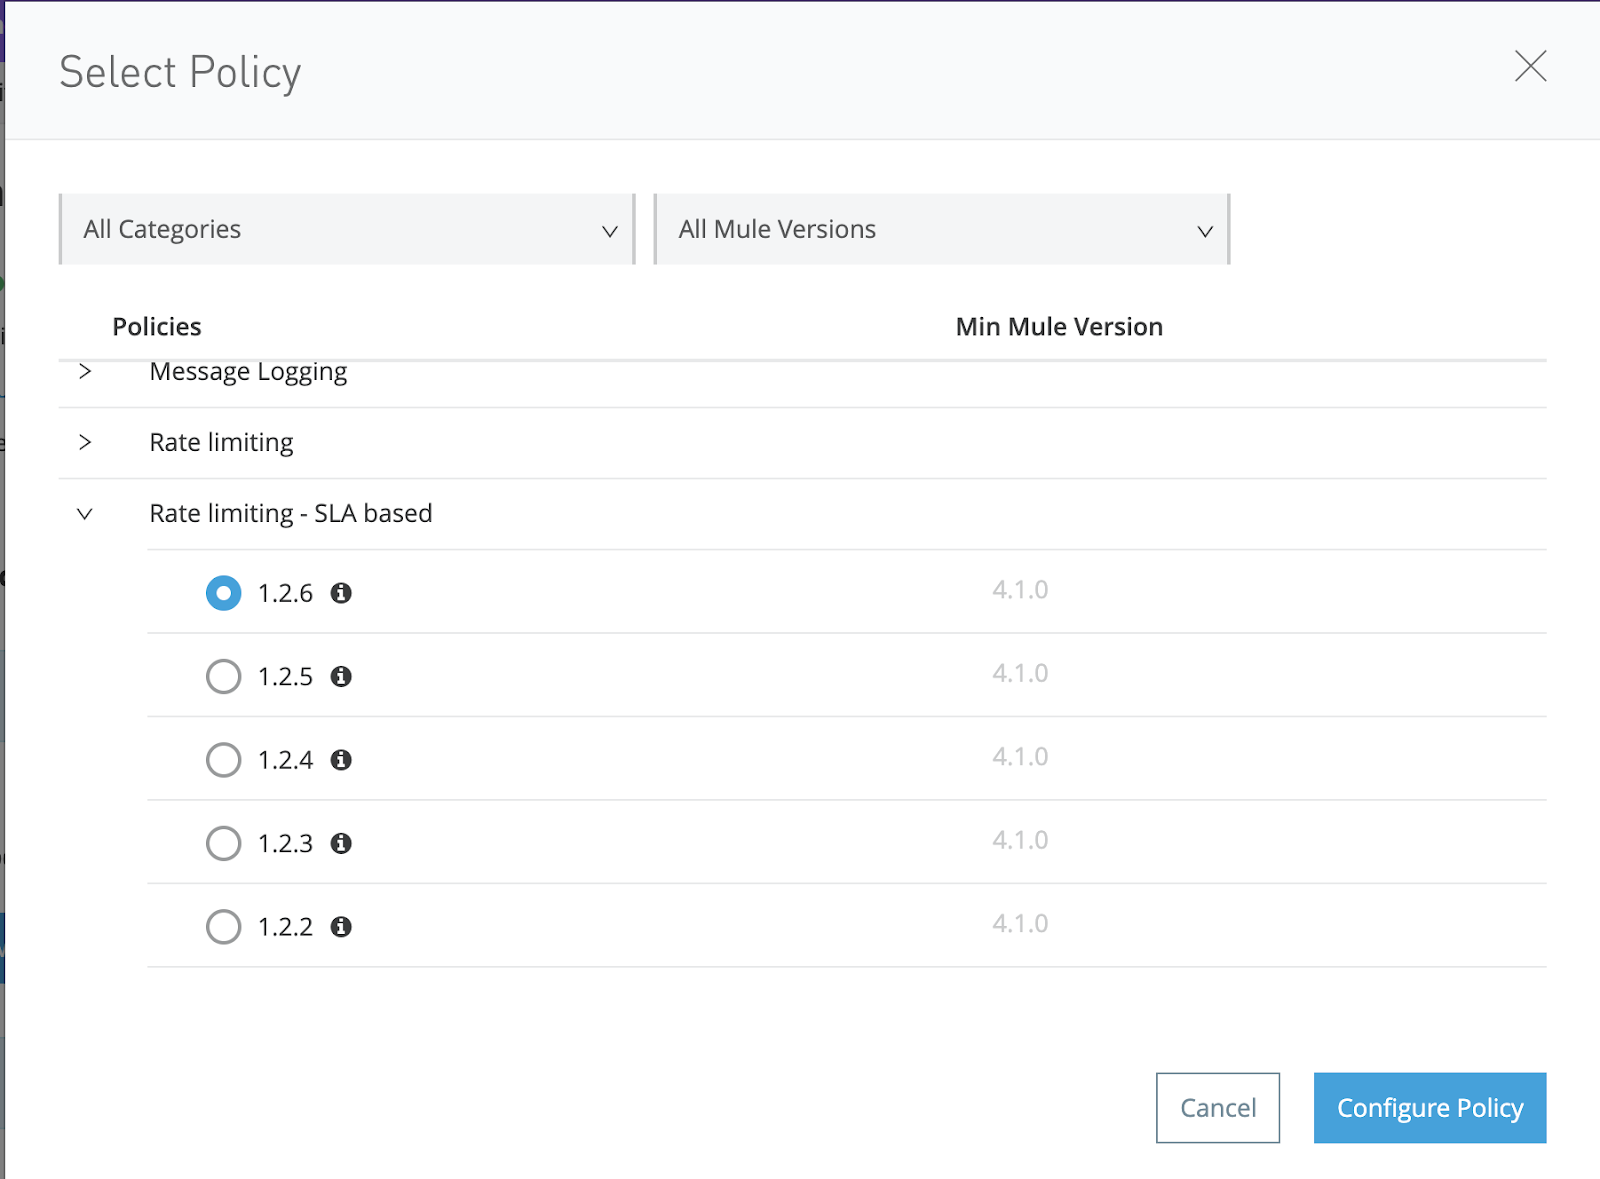 Select Policy
All Categories
All Mule Versions
Policies Min Mule Version
Message Logging
Rate limiting
Rate limiting - SLA based
1.2.6 4.1.0
1.2.5 4.1.0
1.2.4 4.1.0
1.2.3 4.1.0
1.2.2 4.1.0
Cancel
Configure Policy